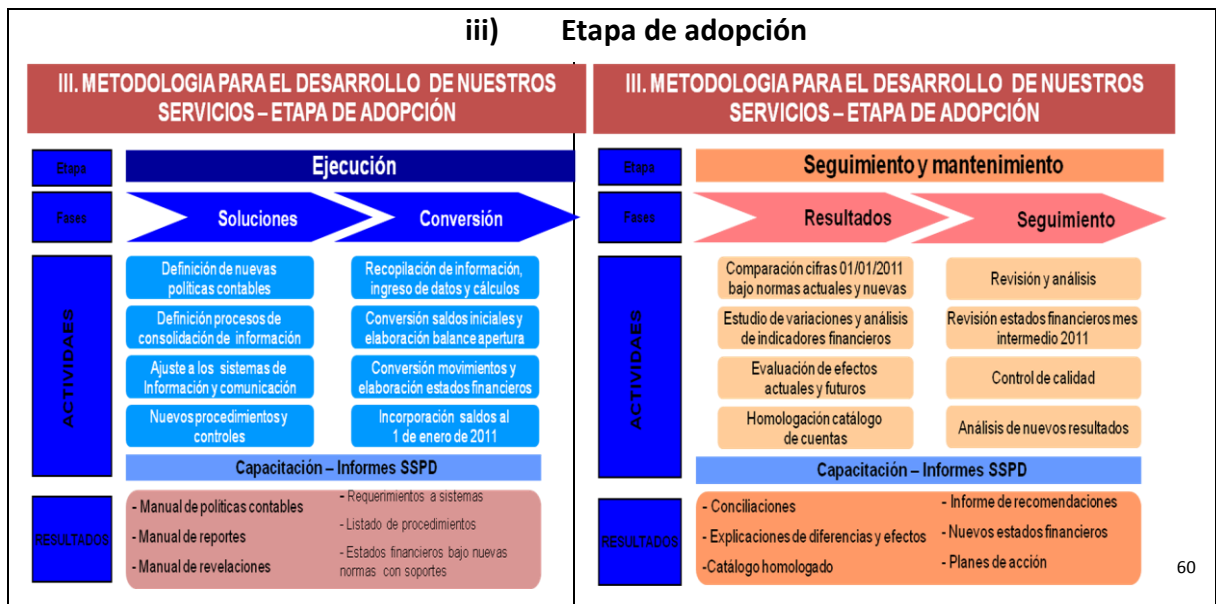 iii) Etapa de adopción
III. METODOLOGIA PARA EL DESARROLLO DE NUESTROS
SERVICIOS – ETAPA DE ADOPCIÓN
Etapa
Ejecución
Fases
Soluciones
Conversión
ACTIVIDAES
Definición de nuevas
políticas contables
Definición procesos de
consolidación de información
Ajuste a los sistemas de
Información y comunicación
Nuevos procedimientos y
controles
Recopilación de información,
ingreso de datos y cálculos
Conversión saldos iniciales y
elaboración balance apertura
Conversión movimientos y
elaboración estados financieros
Incorporación saldos al
1 de enero de 2011
Capacitación – Informes SSPD
RESULTADOS
- Manual de políticas contables
- Manual de reportes
- Manual de revelaciones
- Requerimientos a sistemas
- Listado de procedimientos
- Estados financieros bajo nuevas
normas con soportes
III. METODOLOGIA PARA EL DESARROLLO DE NUESTROS
SERVICIOS – ETAPA DE ADOPCIÓN
Etapa
Seguimiento y mantenimiento
Fases
Resultados
Seguimiento
ACTIVIDAES
Comparación cifras 01/01/2011
bajo normas actuales y nuevas
Estudio de variaciones y análisis
de indicadores financieros
Evaluación de efectos
actuales y futuros
Homologación catálogo
de cuentas
Revisión y análisis
Revisión estados financieros mes
intermedio 2011
Control de calidad
Análisis de nuevos resultados
Capacitación – Informes SSPD
RESULTADOS
- Conciliaciones
- Explicaciones de diferencias y efectos
-Catálogo homologado
- Informe de recomendaciones
- Nuevos estados financieros
- Planes de acción
60